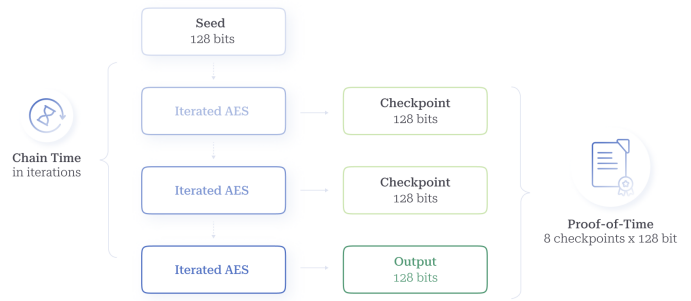 Seed
128 bits
Iterated AES
Checkpoint
128 bits
Chain Time
in iterations
Iterated AES
Checkpoint
128 bits
Proof-of-Time
8 checkpoints x 128 bit
Iterated AES
Output
128 bits